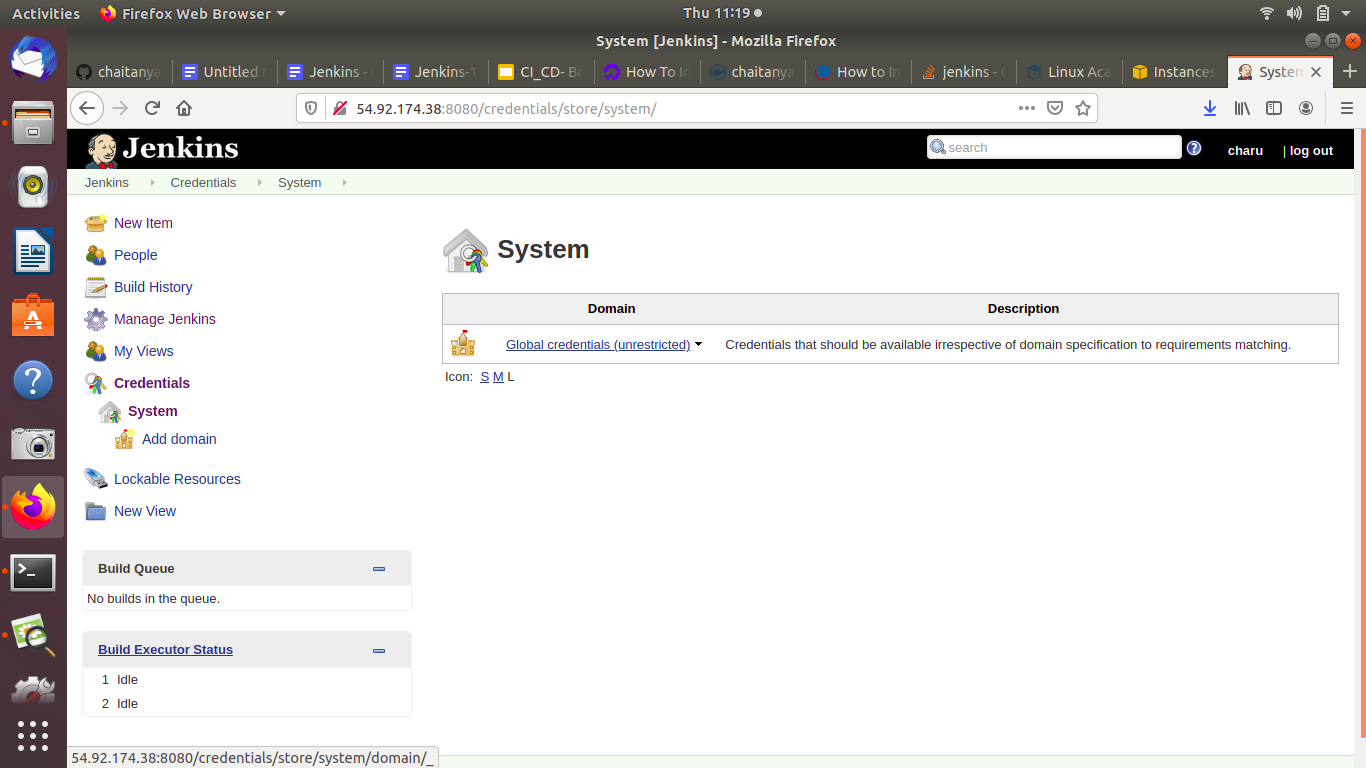 Activities Firefox Web Browser Thu 11:19
System [Jenkins] - Mozilla Firefox
chaitanya Untitled Jenkins - Jenkins-1 CI_CD- Bo How To In chaitanya How to In jenkins - Linux Aca Instances System
54.92.174.38:8080/credentials/store/system/
Jenkins search charu | log out
Jenkins Credentials System
New Item
People
Build History
Manage Jenkins
My Views
Credentials
System
Add domain
Lockable Resources
New View
System
Domain Description
Global credentials (unrestricted) Credentials that should be available irrespective of domain specification to requirements matching.
Icon: S M L
Build Queue
No builds in the queue.
Build Executor Status
1 Idle
2 Idle
54.92.174.38:8080/credentials/store/system/domain/_